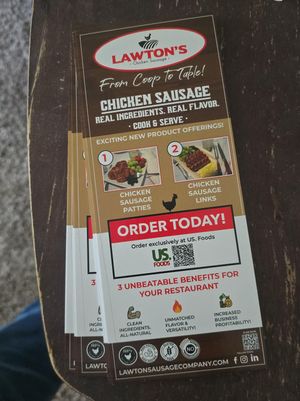 LAWTON'S
Chicken Sausage
From Coop to Table!
CHICKEN SAUSAGE
REAL INGREDIENTS. REAL FLAVOR.
• COOK & SERVE •
EXCITING NEW PRODUCT OFFERINGS!
1
2
CHICKEN SAUSAGE PATTIES
CHICKEN SAUSAGE LINKS
ORDER TODAY!
Order exclusively at US. Foods
US. FOODS
3 UNBEATABLE BENEFITS FOR
YOUR RESTAURANT
CLEAN INGREDIENTS, ALL-NATURAL
UNMATCHED FLAVOR & VERSATILITY!
INCREASED BUSINESS PROFITABILITY!
NO
LAWTONSAUSAGECOMPANY.COM